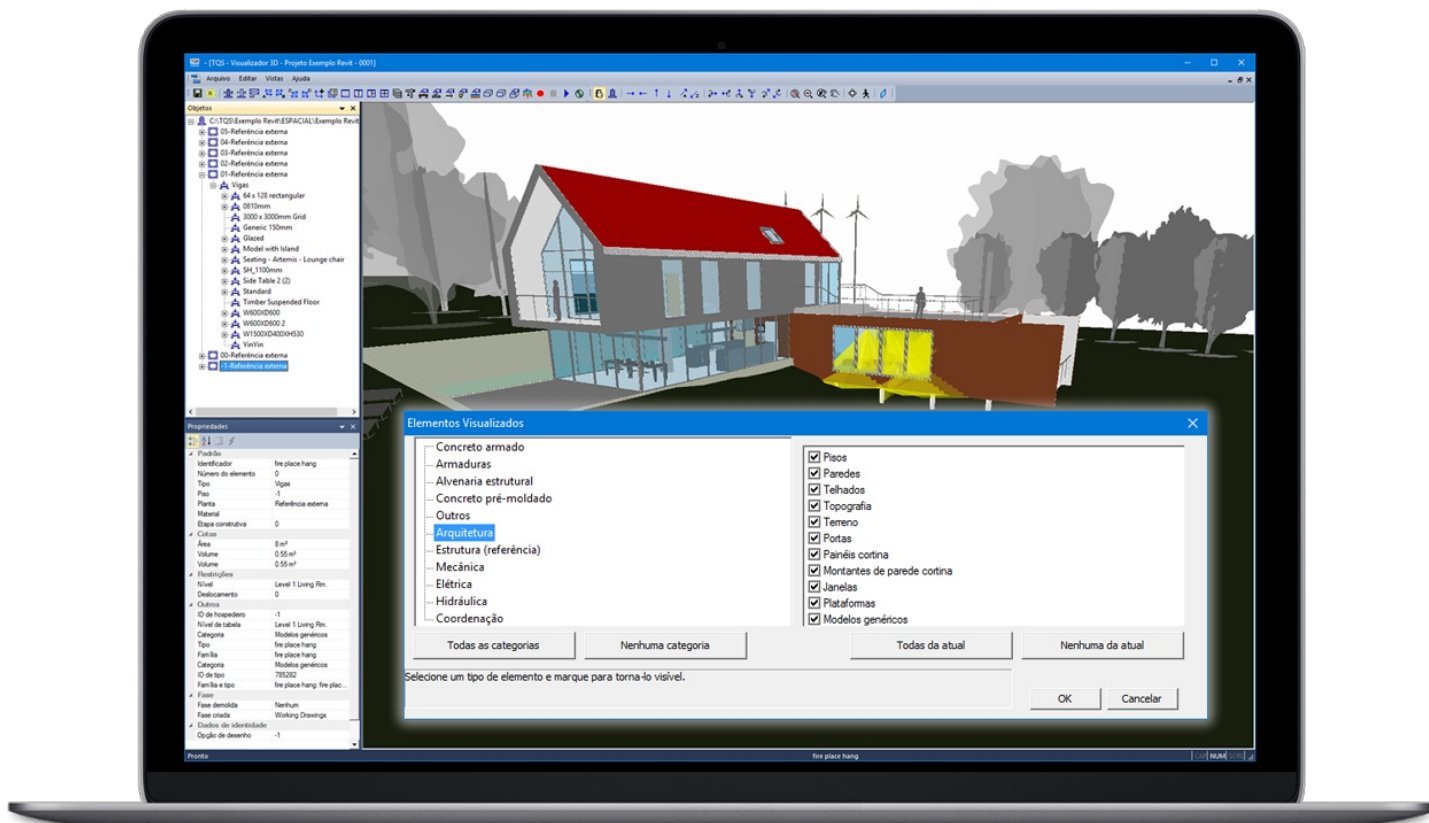 - [TQS - Visualizador 3D - Projeto Exemplo Revit - 0001]
Arquivo Editar Vistas Ajuda
Objetos
C:\TQS\Exemplo Revit\ESPACIAL\Exemplo Revit
05-Referência externa
04-Referência externa
03-Referência externa
02-Referência externa
01-Referência externa
Vigas
64 x 128 rectangular
0810mm
3000 x 3000mm Grid
Generic 150mm
Glazed
Model with Island
Seating - Artemis - Lounge chair
SH_1100mm
Side Table 2 (2)
Standard
Timber Suspended Floor
W600XD600
W600XD600 2
W1500XD400XH530
YinYin
00-Referência externa
-1-Referência externa
Propriedades
Padrão
Identificador fire place hang
Número do elemento 0
Tipo Vigas
Piso -1
Planta Referência externa
Material
Etapa construtiva 0
Cotas
Área 8 m²
Volume 0.55 m³
Volume 0.55 m³
Restrições
Nível Level 1 Living Rm.
Deslocamento 0
Outros
ID de hospedeiro -1
Nível de tabela Level 1 Living Rm.
Categoria Modelos genéricos
Tipo fire place hang
Família fire place hang
Categoria Modelos genéricos
ID de tipo 785282
Família e tipo fire place hang: fire plac...
Fase
Fase demolida Nenhum
Fase criada Working Drawings
Dados de identidade
Opção de desenho -1
Elementos Visualizados
Concreto armado
Armaduras
Alvenaria estrutural
Concreto pré-moldado
Outros
Arquitetura
Estrutura (referência)
Mecânica
Elétrica
Hidráulica
Coordenação
Pisos
Paredes
Telhados
Topografia
Terreno
Portas
Painéis cortina
Montantes de parede cortina
Janelas
Plataformas
Modelos genéricos
Todas as categorias Nenhuma categoria Todas da atual Nenhuma da atual
Selecione um tipo de elemento e marque para torna-lo visível.
OK Cancelar
Pronto fire place hang CAP NUM SCRL